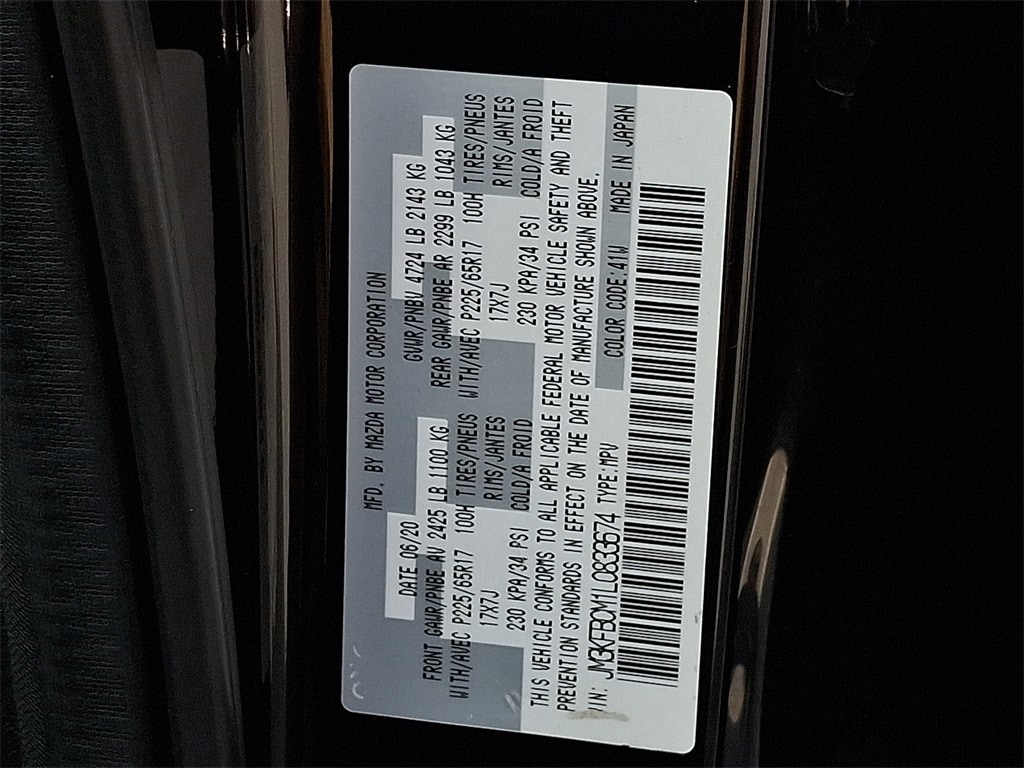 MFD. BY MAZDA MOTOR CORPORATION
DATE 06/20 GVWR/PNBV 4724 LB 2143 KG
FRONT GAWR/PNBE AV 2425 LB 1100 KG REAR GAWR/PNBE AR 2299 LB 1043 KG
WITH/AVEC P225/65R17 100H TIRES/PNEUS WITH/AVEC P225/65R17 100H TIRES/PNEUS
17X7J RIMS/JANTES 17X7J RIMS/JANTES
230 KPA/34 PSI COLD/A FROID 230 KPA/34 PSI COLD/A FROID
THIS VEHICLE CONFORMS TO ALL APPLICABLE FEDERAL MOTOR VEHICLE SAFETY AND THEFT
PREVENTION STANDARDS IN EFFECT ON THE DATE OF MANUFACTURE SHOWN ABOVE.
VIN: JM3KFBCM1L0833674 TYPE:MPV COLOR CODE:41W MADE IN JAPAN